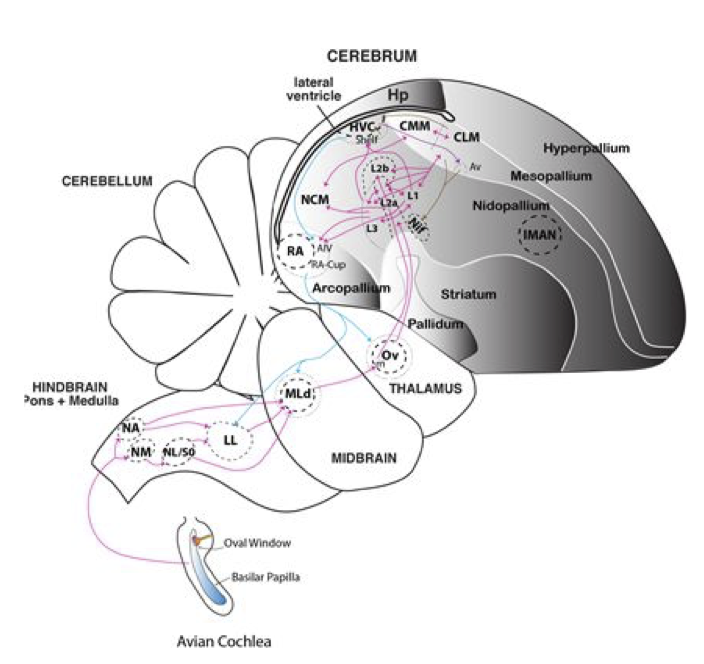 CEREBRUM
lateral
ventricle
Hp
HVC
Shelf
CMM
CLM
Hyperpallium
Av
Mesopallium
CEREBELLUM
L2b
NCM
L2a
L1
Nidopallium
L3
Nif
IMAN
RA
AIV
RA-Cup
Arcopallium
Striatum
Pallidum
Ov
m
THALAMUS
HINDBRAIN
Pons + Medulla
MLd
NA
LL
NM
NL/SO
MIDBRAIN
Oval Window
Basilar Papilla
Avian Cochlea